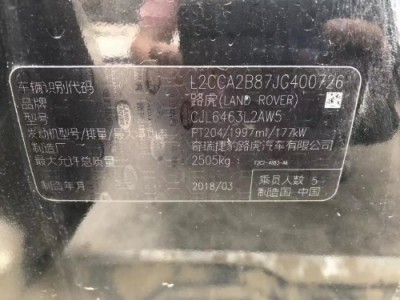 车辆识别代码 L2CCA2B87JG400726
品牌 路虎(LAND ROVER)
型号 CJL6463L2AW5
发动机型号/排量/最大净功率 PT204/1997ml/177kW
制造厂 奇瑞捷豹路虎汽车有限公司
最大允许总质量 2505kg
制造年月 2018/03
乘员人数 5
制造国 中国